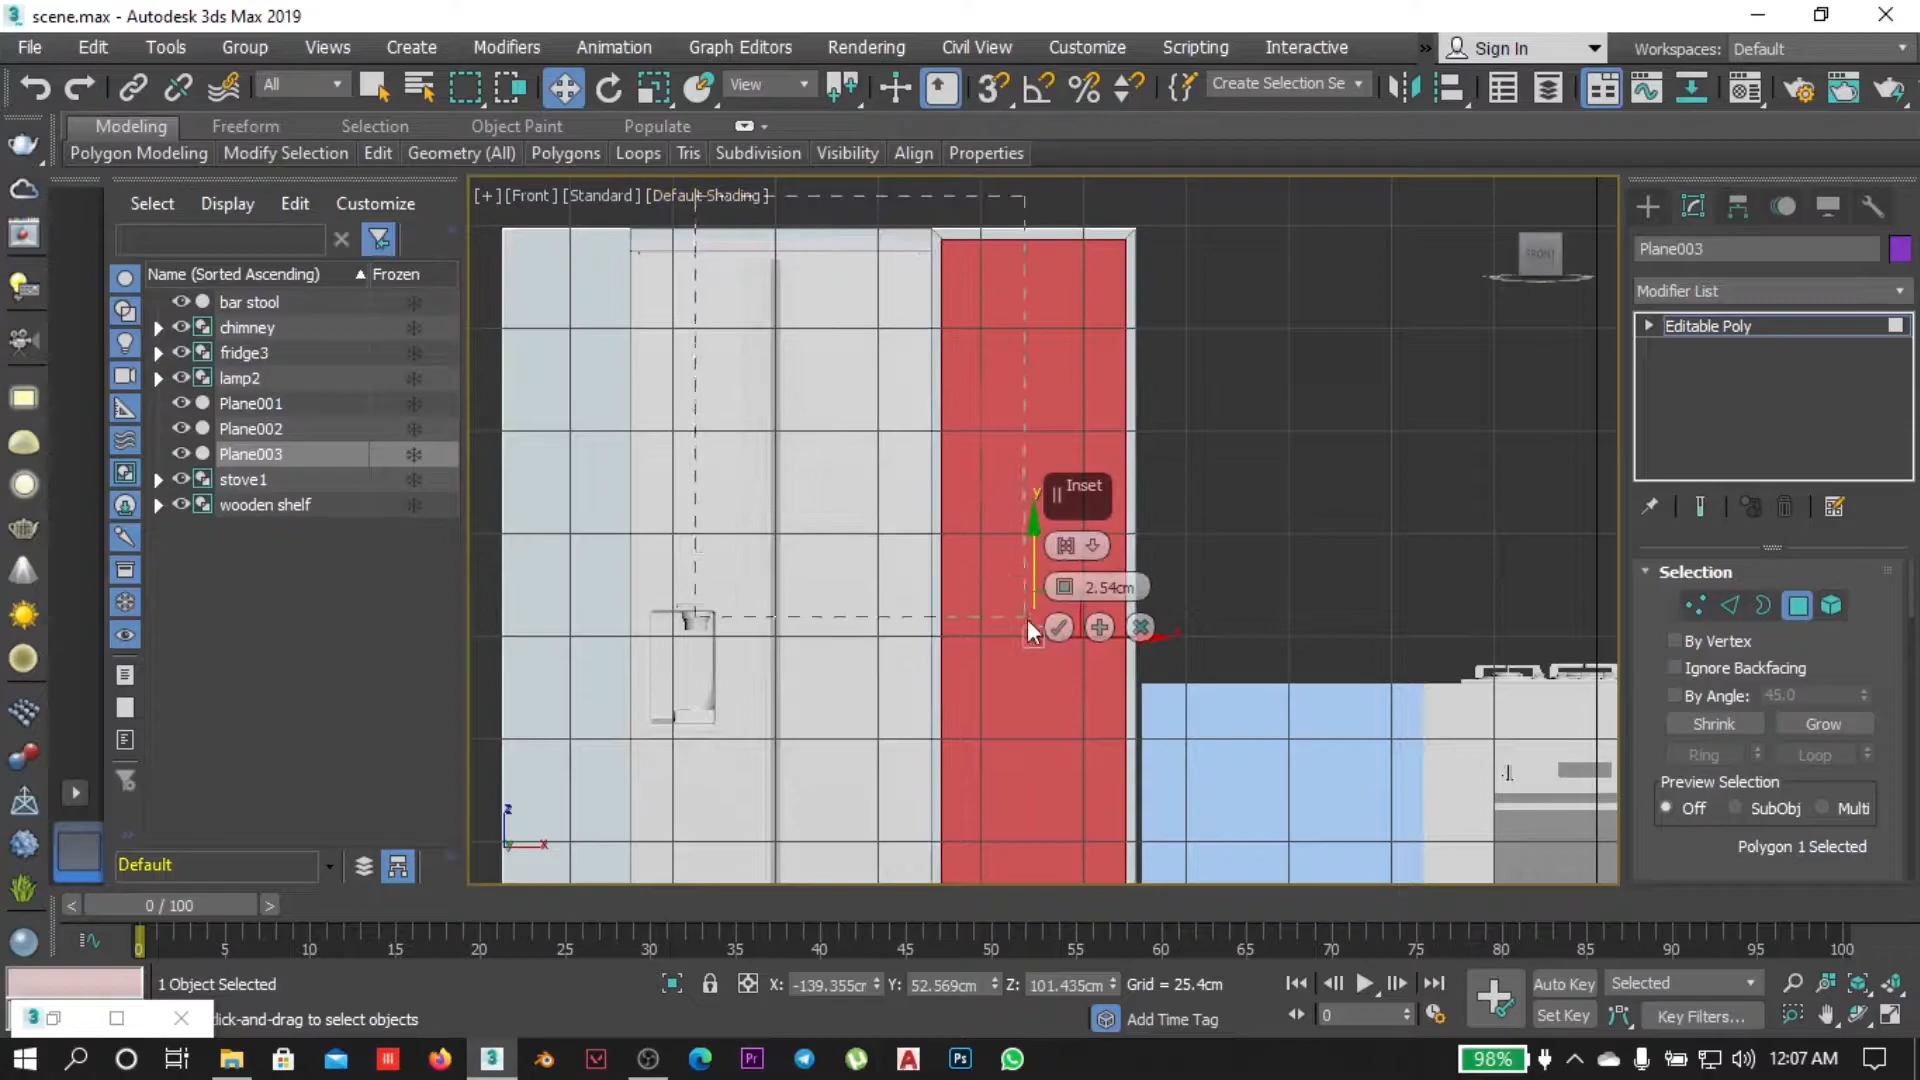 scene.max - Autodesk 3ds Max 2019
File Edit Tools Group Views Create Modifiers Animation Graph Editors Rendering Civil View Customize Scripting Interactive » Sign In Workspaces: Default
All View Create Selection Se
Modeling Freeform Selection Object Paint Populate
Polygon Modeling Modify Selection Edit Geometry (All) Polygons Loops Tris Subdivision Visibility Align Properties
Select Display Edit Customize
[+] [Front] [Standard] [Default Shading]
Name (Sorted Ascending) Frozen
bar stool
chimney
fridge3
lamp2
Plane001
Plane002
Plane003
stove1
wooden shelf
Default
FRONT
Inset
2.54cm
y
x
z
y x
Plane003
Modifier List
Editable Poly
Selection
By Vertex
Ignore Backfacing
By Angle: 45.0
Shrink Grow
Ring Loop
Preview Selection
Off SubObj Multi
Polygon 1 Selected
< 0 / 100 >
0 5 10 15 20 25 30 35 40 45 50 55 60 65 70 75 80 85 90 95 100
1 Object Selected X: -139.355cr Y: 52.569cm Z: 101.435cm Grid = 25.4cm Auto Key Selected
lick-and-drag to select objects Add Time Tag 0 Set Key Key Filters...
98% 12:07 AM